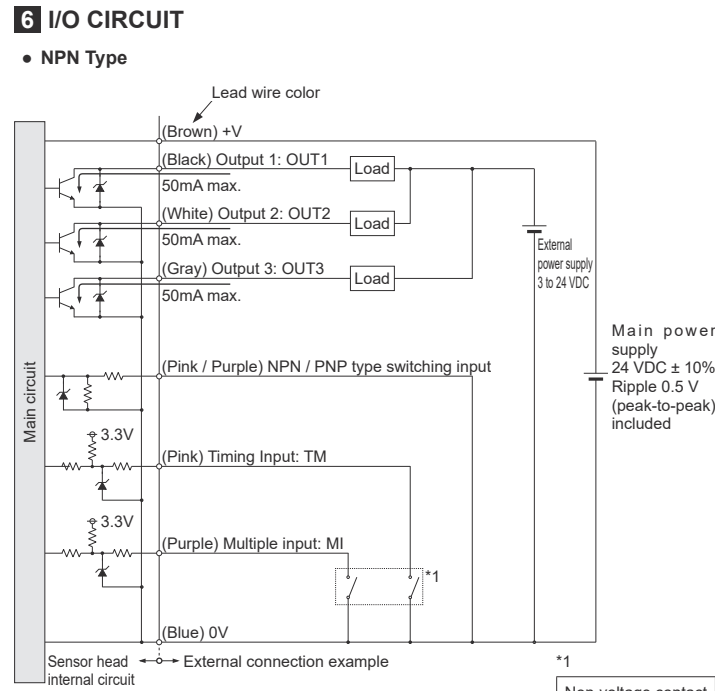 6 I/O CIRCUIT
● NPN Type
Lead wire color
(Brown) +V
(Black) Output 1: OUT1
Load
50mA max.
(White) Output 2: OUT2
Load
50mA max.
(Gray) Output 3: OUT3
Load
50mA max.
External
power supply
3 to 24 VDC
Main power
supply
24 VDC ± 10%
Ripple 0.5 V
(peak-to-peak)
included
Main circuit
(Pink / Purple) NPN / PNP type switching input
3.3V
(Pink) Timing Input: TM
3.3V
(Purple) Multiple input: MI
*1
(Blue) 0V
Sensor head
internal circuit
External connection example
*1
Non-voltage contact